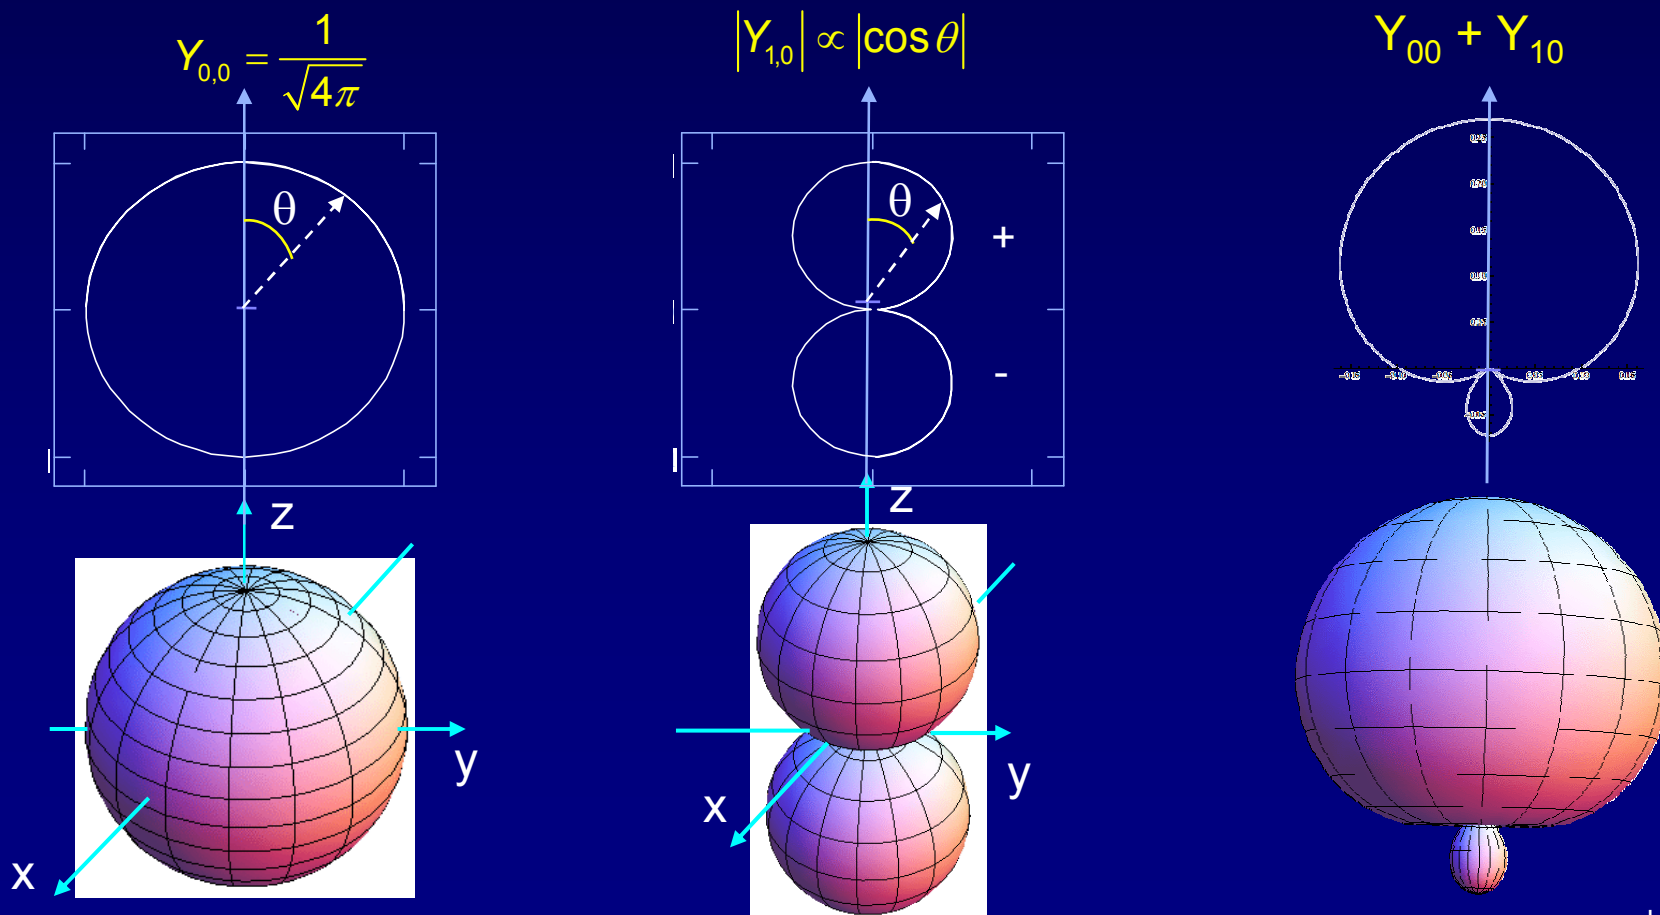 Y₀,₀ = 1/√4π
|Y₁,₀| ∝ |cos θ|
Y₀₀ + Y₁₀
θ
θ
+
-
z
y
x
z
y
x